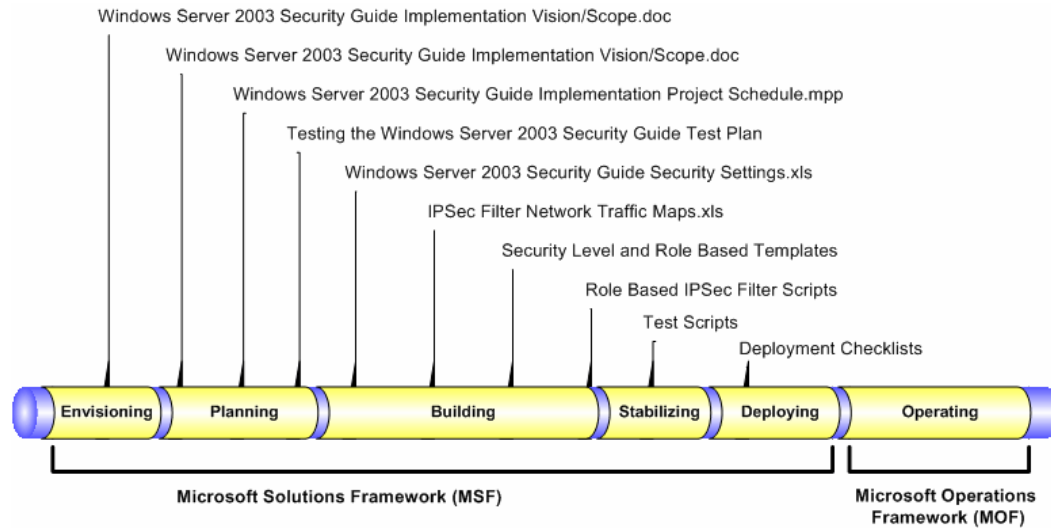 Windows Server 2003 Security Guide Implementation Vision/Scope.doc
Windows Server 2003 Security Guide Implementation Vision/Scope.doc
Windows Server 2003 Security Guide Implementation Project Schedule.mpp
Testing the Windows Server 2003 Security Guide Test Plan
Windows Server 2003 Security Guide Security Settings.xls
IPSec Filter Network Traffic Maps.xls
Security Level and Role Based Templates
Role Based IPSec Filter Scripts
Test Scripts
Deployment Checklists
Envisioning
Planning
Building
Stabilizing
Deploying
Operating
Microsoft Solutions Framework (MSF)
Microsoft Operations
Framework (MOF)